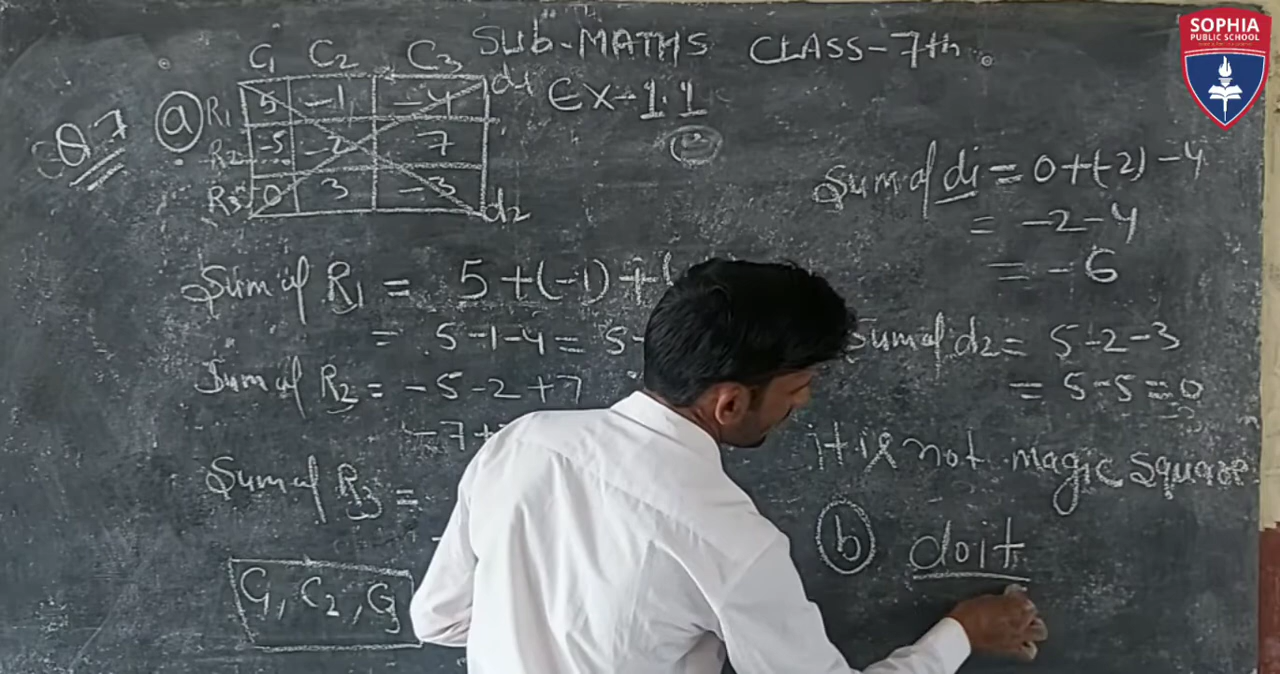 SOPHIA
PUBLIC SCHOOL
Sub-MATHS CLASS-7th
Ex-1.1
Q.7 (a)
C1 C2 C3
R1 5 -1 -4 d1
R2 -5 -2 7
R3 0 3 -3 d2
Sum of R1 = 5+(-1)+(
= 5-1-4= 5-
Sum of R2 = -5-2+7
-7+
Sum of R3 =
C1, C2, C3
Sum of d1 = 0+(-2)-4
= -2-4
= -6
Sum of d2= 5-2-3
= 5-5=0
it is not magic square
(b) do it